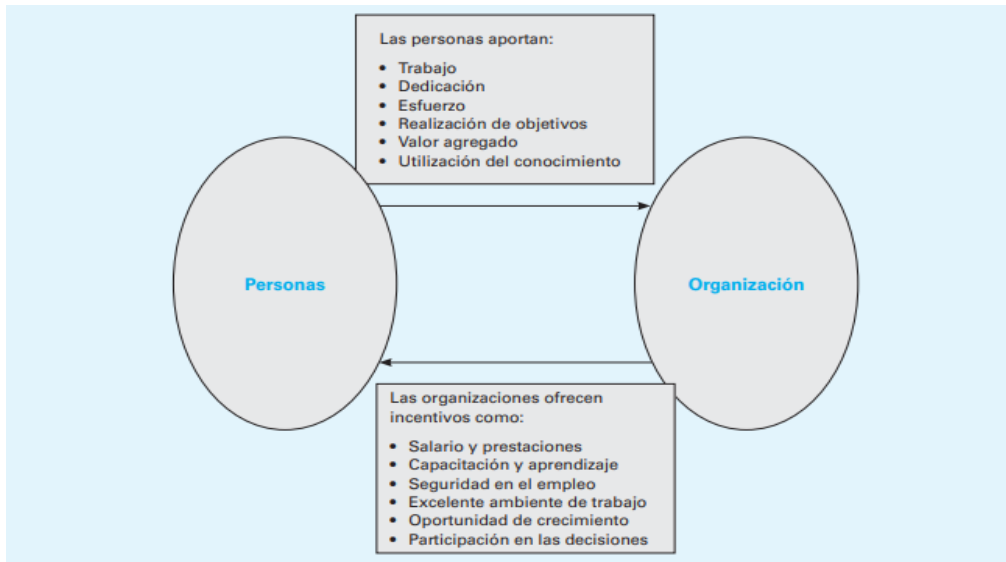 Las personas aportan:
• Trabajo
• Dedicación
• Esfuerzo
• Realización de objetivos
• Valor agregado
• Utilización del conocimiento
Personas
Organización
Las organizaciones ofrecen
incentivos como:
• Salario y prestaciones
• Capacitación y aprendizaje
• Seguridad en el empleo
• Excelente ambiente de trabajo
• Oportunidad de crecimiento
• Participación en las decisiones